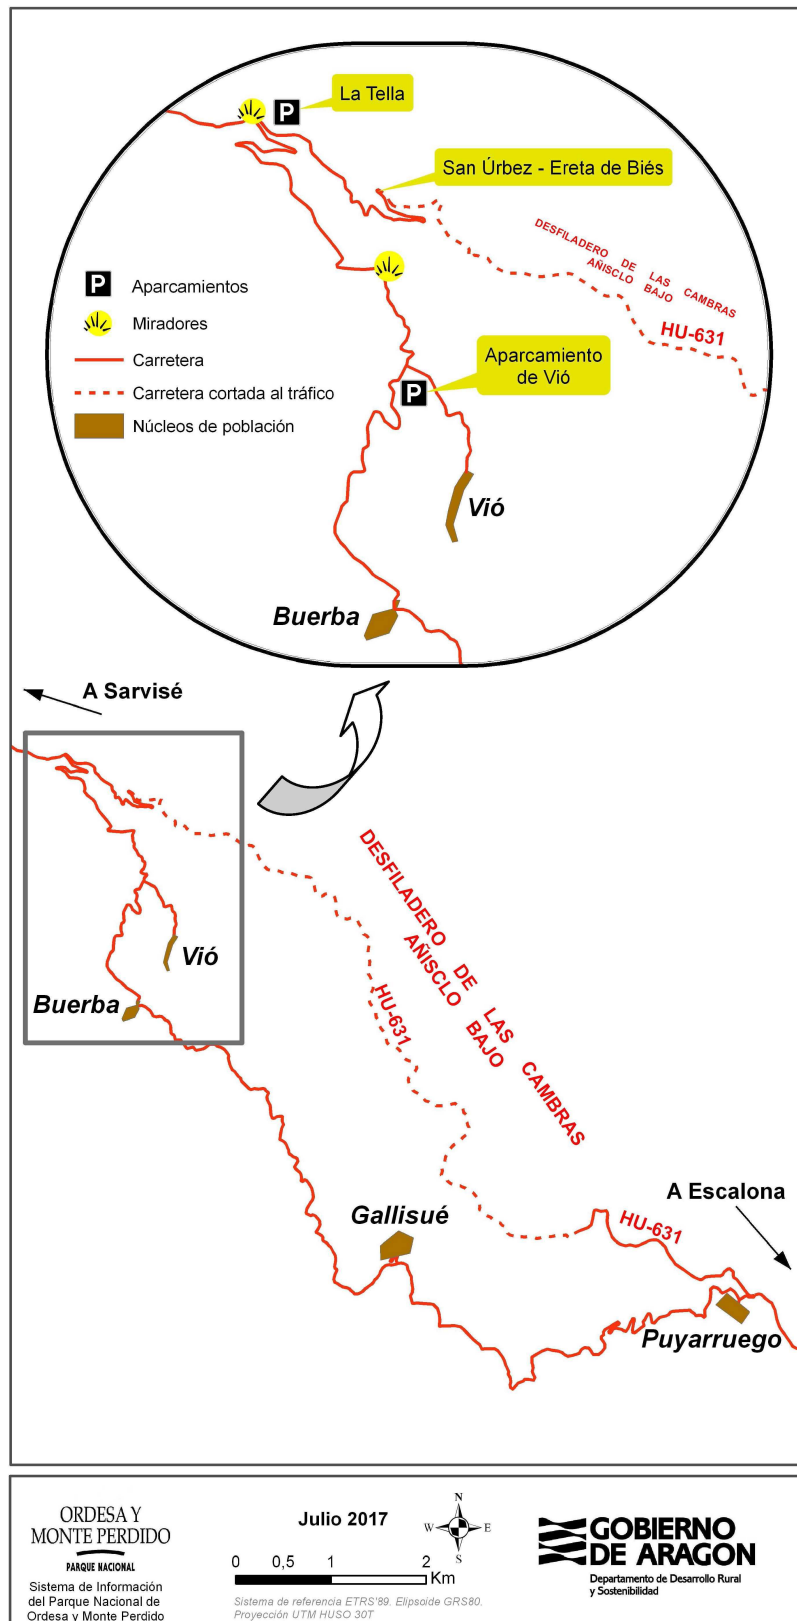 P
La Tella
San Úrbez - Ereta de Biés
DESFILADERO DE LAS CAMBRAS
AÑISCLO BAJO
HU-631
P Aparcamientos
Miradores
Carretera
Carretera cortada al tráfico
Núcleos de población
Aparcamiento
de Vió
P
Vió
Buerba
A Sarvisé
Vió
Buerba
DESFILADERO DE LAS CAMBRAS
AÑISCLO BAJO
HU-631
A Escalona
HU-631
Gallisué
Puyarruego
ORDESA Y
MONTE PERDIDO
PARQUE NACIONAL
Sistema de Información
del Parque Nacional de
Ordesa y Monte Perdido
Julio 2017
N
W E
S
0 0,5 1 2
Km
Sistema de referencia ETRS'89. Elipsoide GRS80.
Proyección UTM HUSO 30T
GOBIERNO
DE ARAGON
Departamento de Desarrollo Rural
y Sostenibilidad